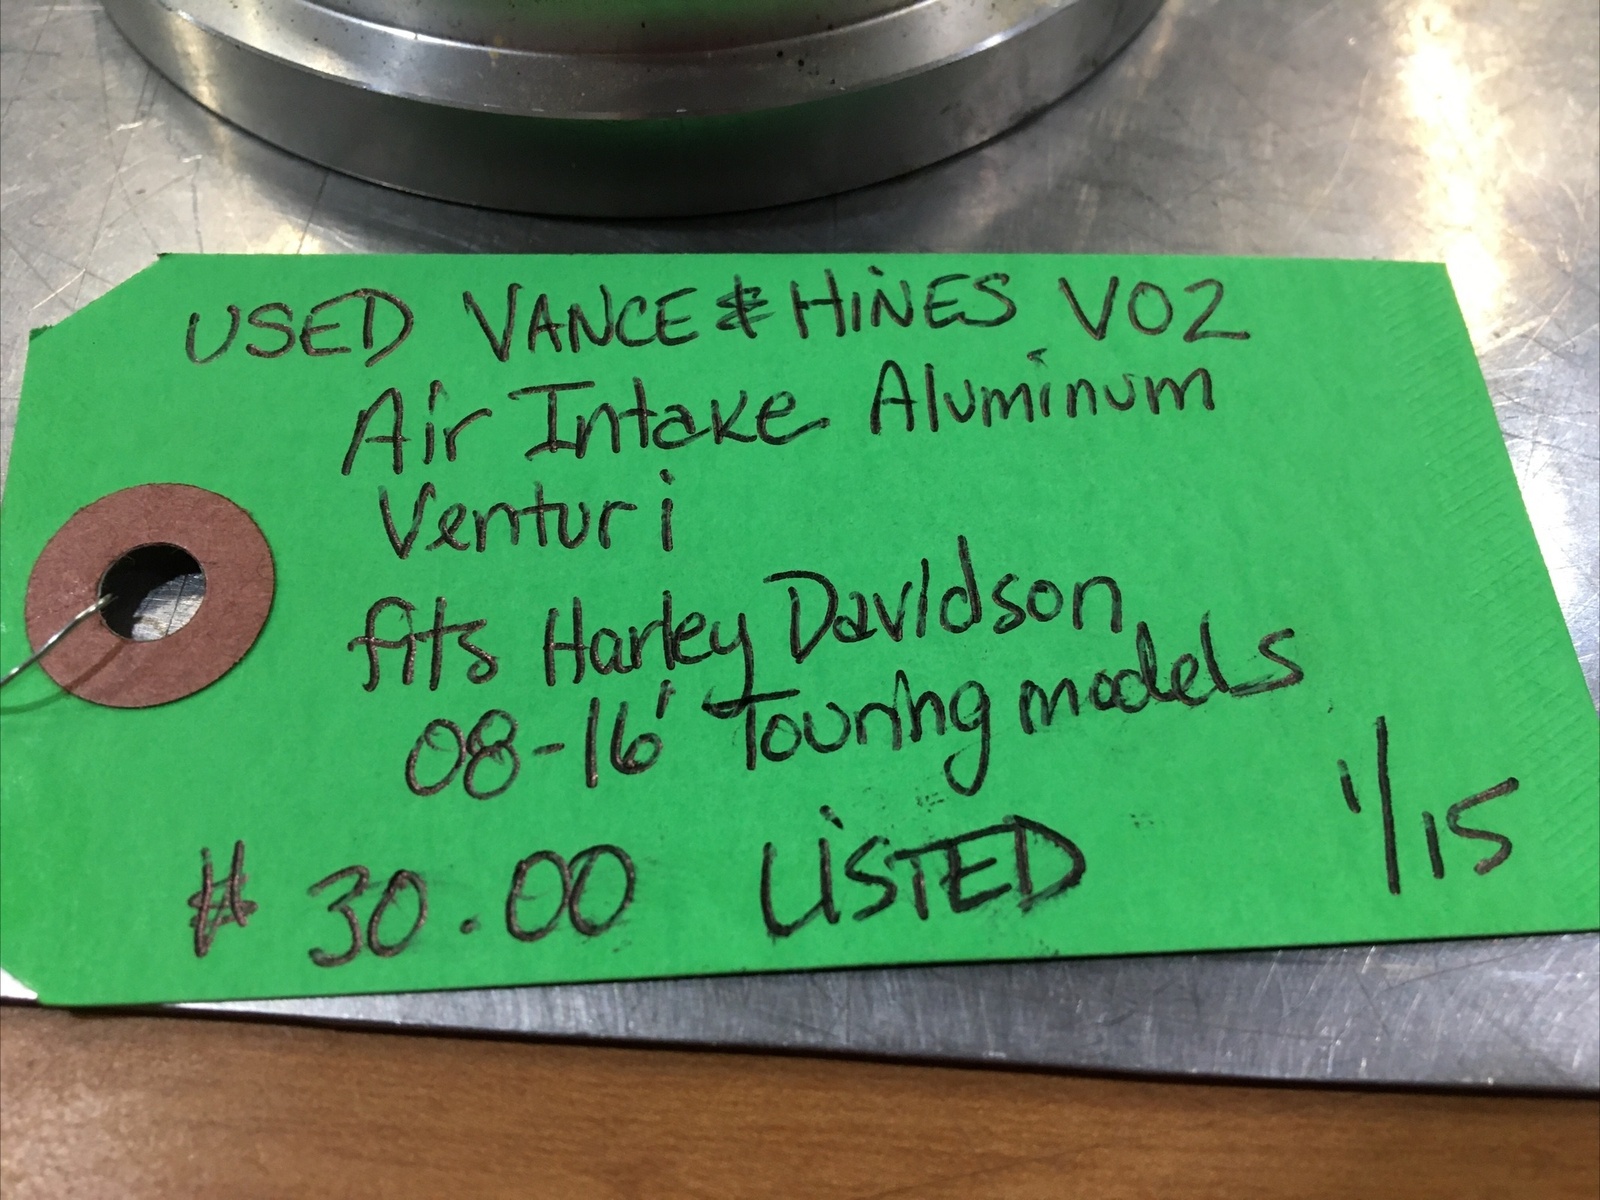 USED VANCE & HINES VO2
Air Intake Aluminum
Venturi
fits Harley Davidson
08-16' Touring models
$ 30.00 LISTED 1/15